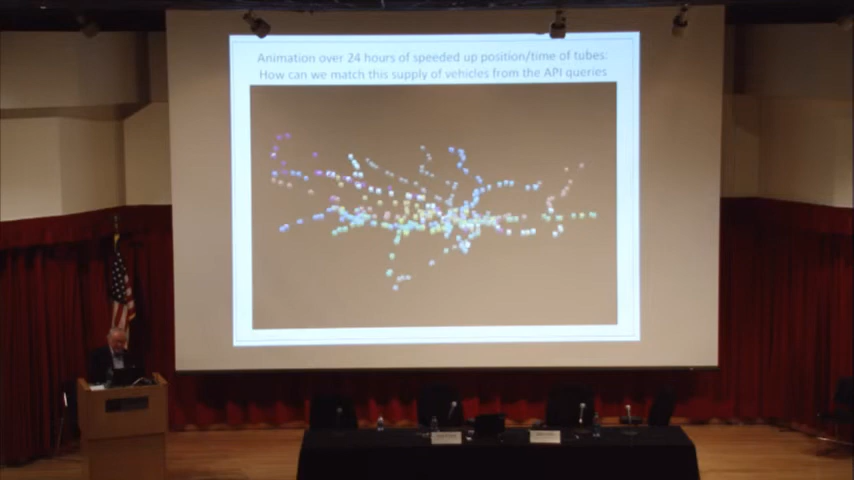 Animation over 24 hours of speeded up position/time of tubes:
How can we match this supply of vehicles from the API queries